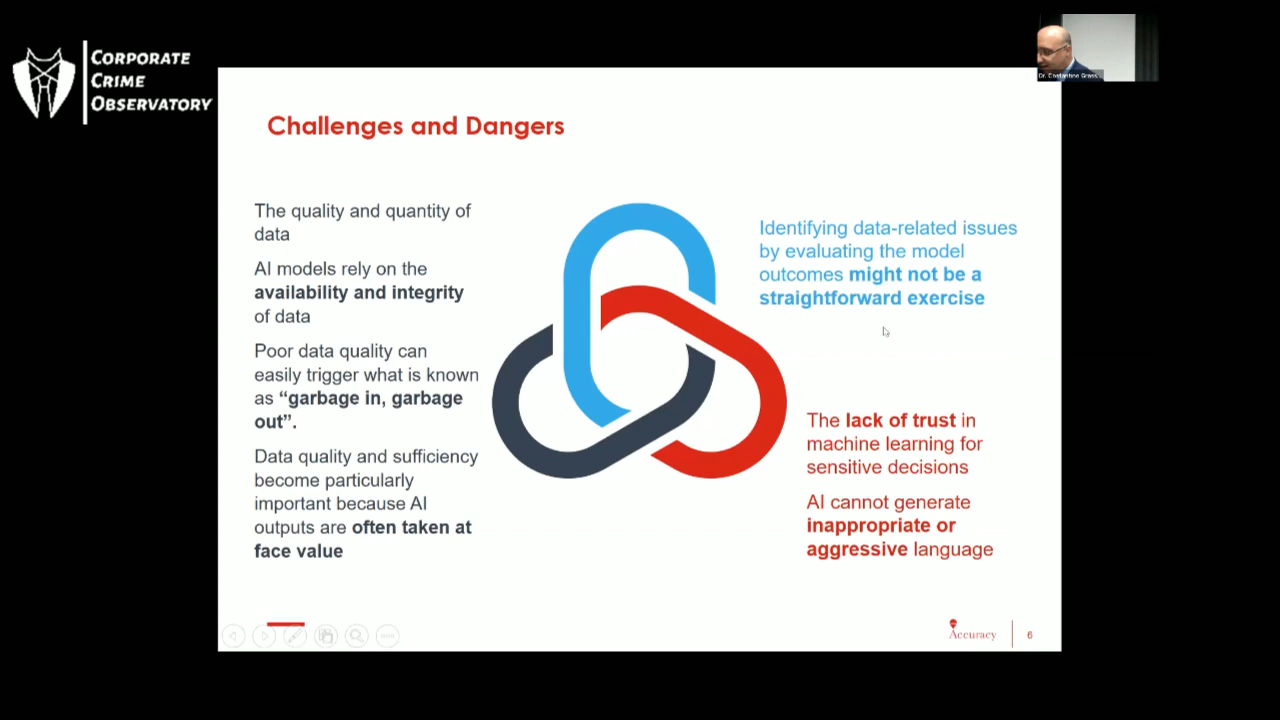 CORPORATE
CRIME
OBSERVATORY
Dr. Costantino Grass...
Challenges and Dangers
The quality and quantity of
data
AI models rely on the
availability and integrity
of data
Poor data quality can
easily trigger what is known
as “garbage in, garbage
out”.
Data quality and sufficiency
become particularly
important because AI
outputs are often taken at
face value
Identifying data-related issues
by evaluating the model
outcomes might not be a
straightforward exercise
The lack of trust in
machine learning for
sensitive decisions
AI cannot generate
inappropriate or
aggressive language
Accuracy
6